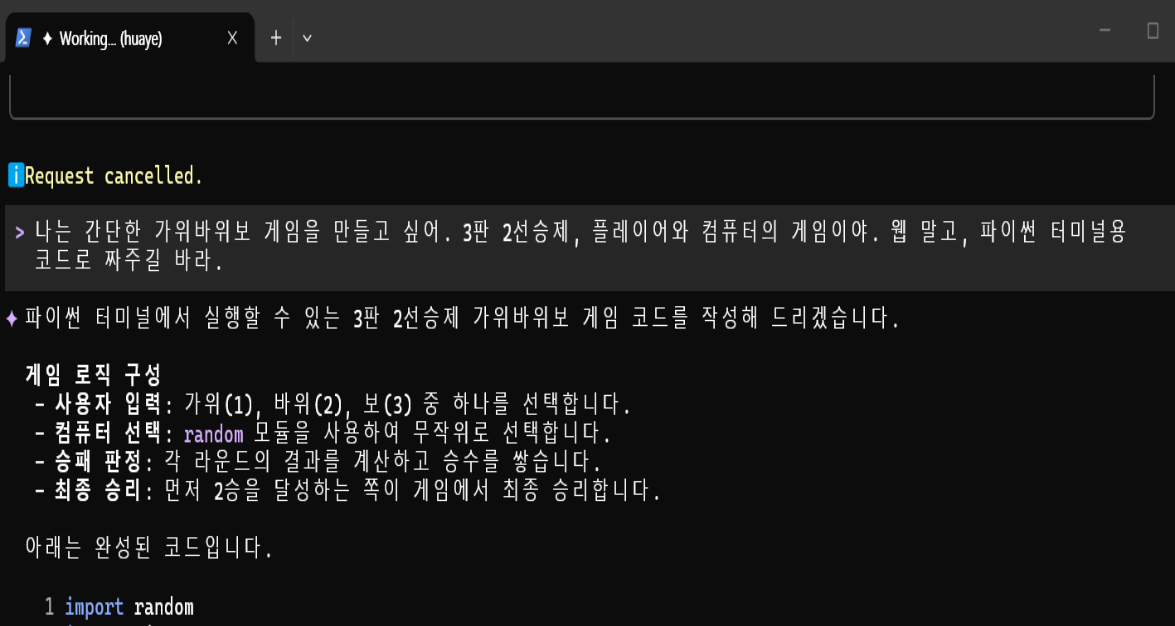 ✦ Working... (huaye)
i Request cancelled.
> 나는 간단한 가위바위보 게임을 만들고 싶어. 3판 2선승제, 플레이어와 컴퓨터의 게임이야. 웹 말고, 파이썬 터미널용
코드로 짜주길 바라.
✦ 파이썬 터미널에서 실행할 수 있는 3판 2선승제 가위바위보 게임 코드를 작성해 드리겠습니다.
게임 로직 구성
- 사용자 입력: 가위(1), 바위(2), 보(3) 중 하나를 선택합니다.
- 컴퓨터 선택: random 모듈을 사용하여 무작위로 선택합니다.
- 승패 판정: 각 라운드의 결과를 계산하고 승수를 쌓습니다.
- 최종 승리: 먼저 2승을 달성하는 쪽이 게임에서 최종 승리합니다.
아래는 완성된 코드입니다.
1 import random